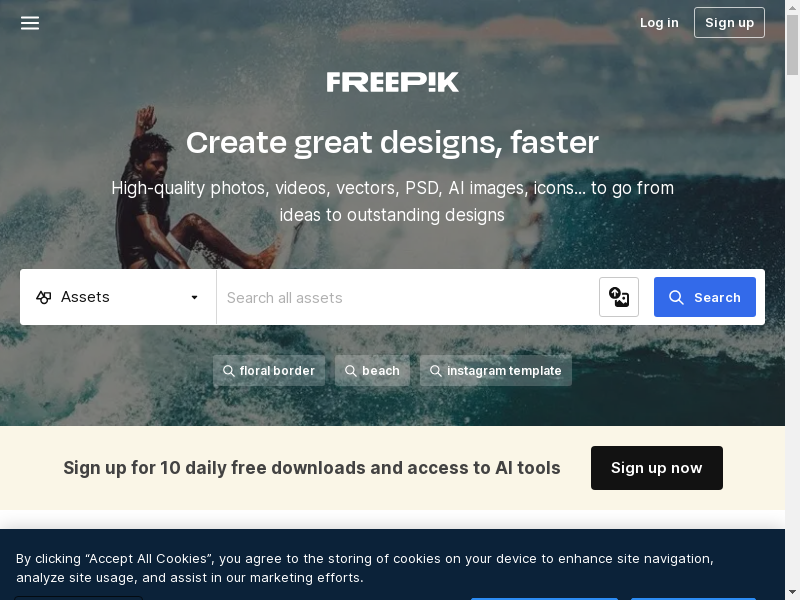 Log in
Sign up
FREEPIK
Create great designs, faster
High-quality photos, videos, vectors, PSD, AI images, icons... to go from
ideas to outstanding designs
Assets
Search all assets
Search
floral border
beach
instagram template
Sign up for 10 daily free downloads and access to AI tools
Sign up now
By clicking “Accept All Cookies”, you agree to the storing of cookies on your device to enhance site navigation,
analyze site usage, and assist in our marketing efforts.